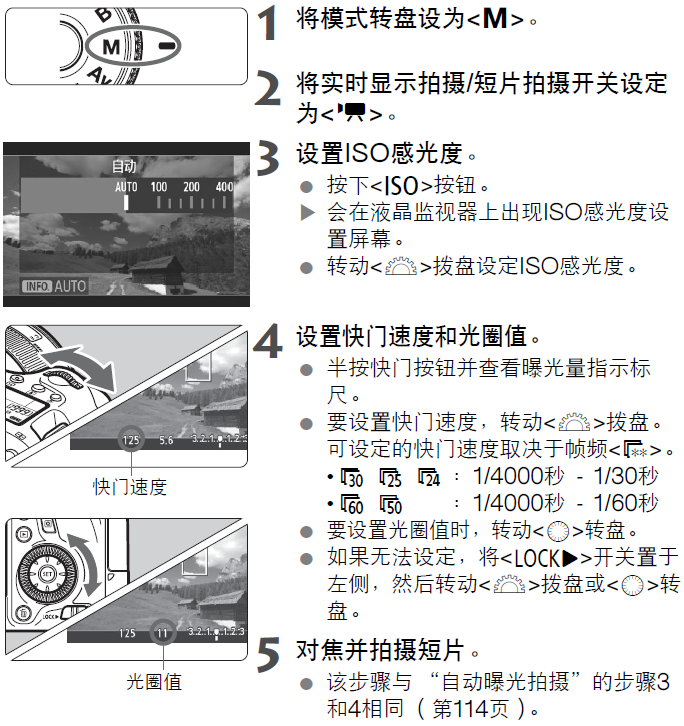 B
M
Av
1 将模式转盘设为<M>。
2 将实时显示拍摄/短片拍摄开关设定
为< >。
自动
AUTO 100 200 400
INFO. AUTO
3 设置ISO感光度。
● 按下<ISO>按钮。
▶ 会在液晶监视器上出现ISO感光度设
置屏幕。
● 转动< >拨盘设定ISO感光度。
125 5.6 3..2..1..▪..1..2..3
快门速度
4 设置快门速度和光圈值。
● 半按快门按钮并查看曝光量指示标
尺。
● 要设置快门速度，转动< >拨盘。
可设定的快门速度取决于帧频< >。
• 30 25 24 ：1/4000秒 - 1/30秒
• 60 50 ：1/4000秒 - 1/60秒
● 要设置光圈值时，转动< >转盘。
● 如果无法设定，将<LOCK▶>开关置于
左侧，然后转动< >拨盘或< >转
盘。
SET
LOCK▶
125 11 3..2..1..▪..1..2..3
光圈值
5 对焦并拍摄短片。
● 该步骤与 “自动曝光拍摄”的步骤3
和4相同 （第114页）。